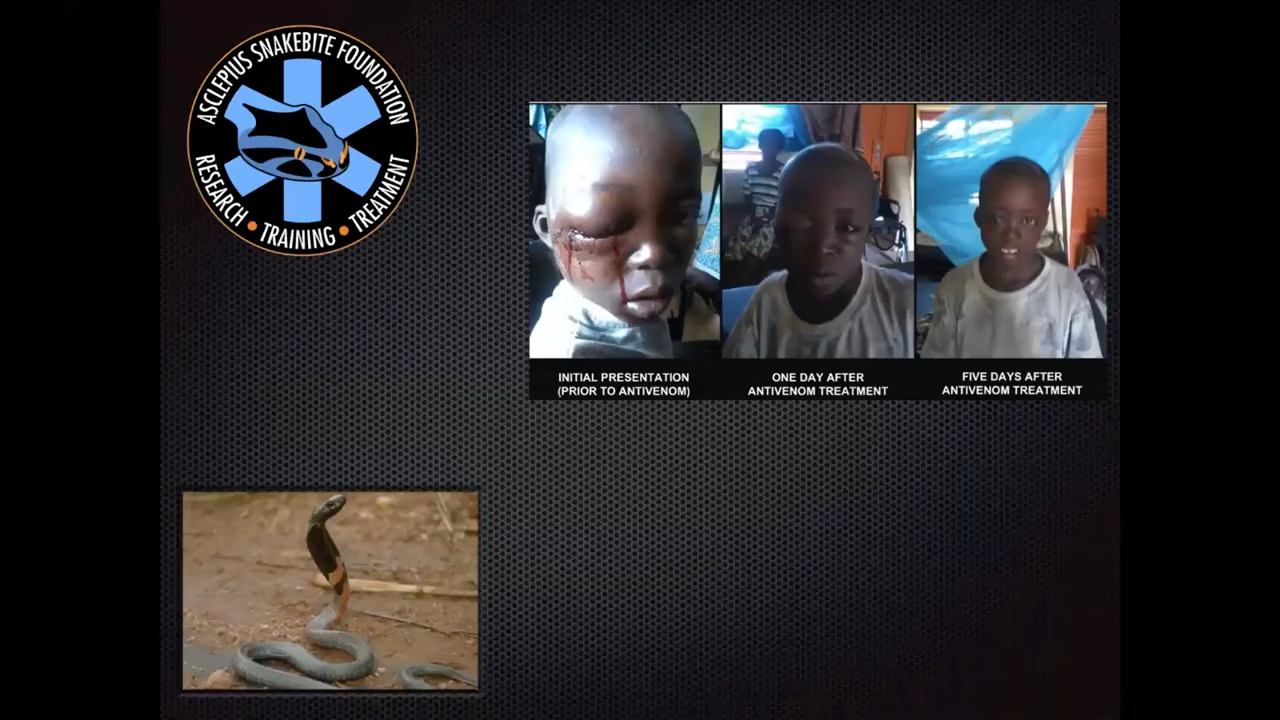 ASCLEPIUS SNAKEBITE FOUNDATION
RESEARCH • TRAINING • TREATMENT
INITIAL PRESENTATION
(PRIOR TO ANTIVENOM)
ONE DAY AFTER
ANTIVENOM TREATMENT
FIVE DAYS AFTER
ANTIVENOM TREATMENT